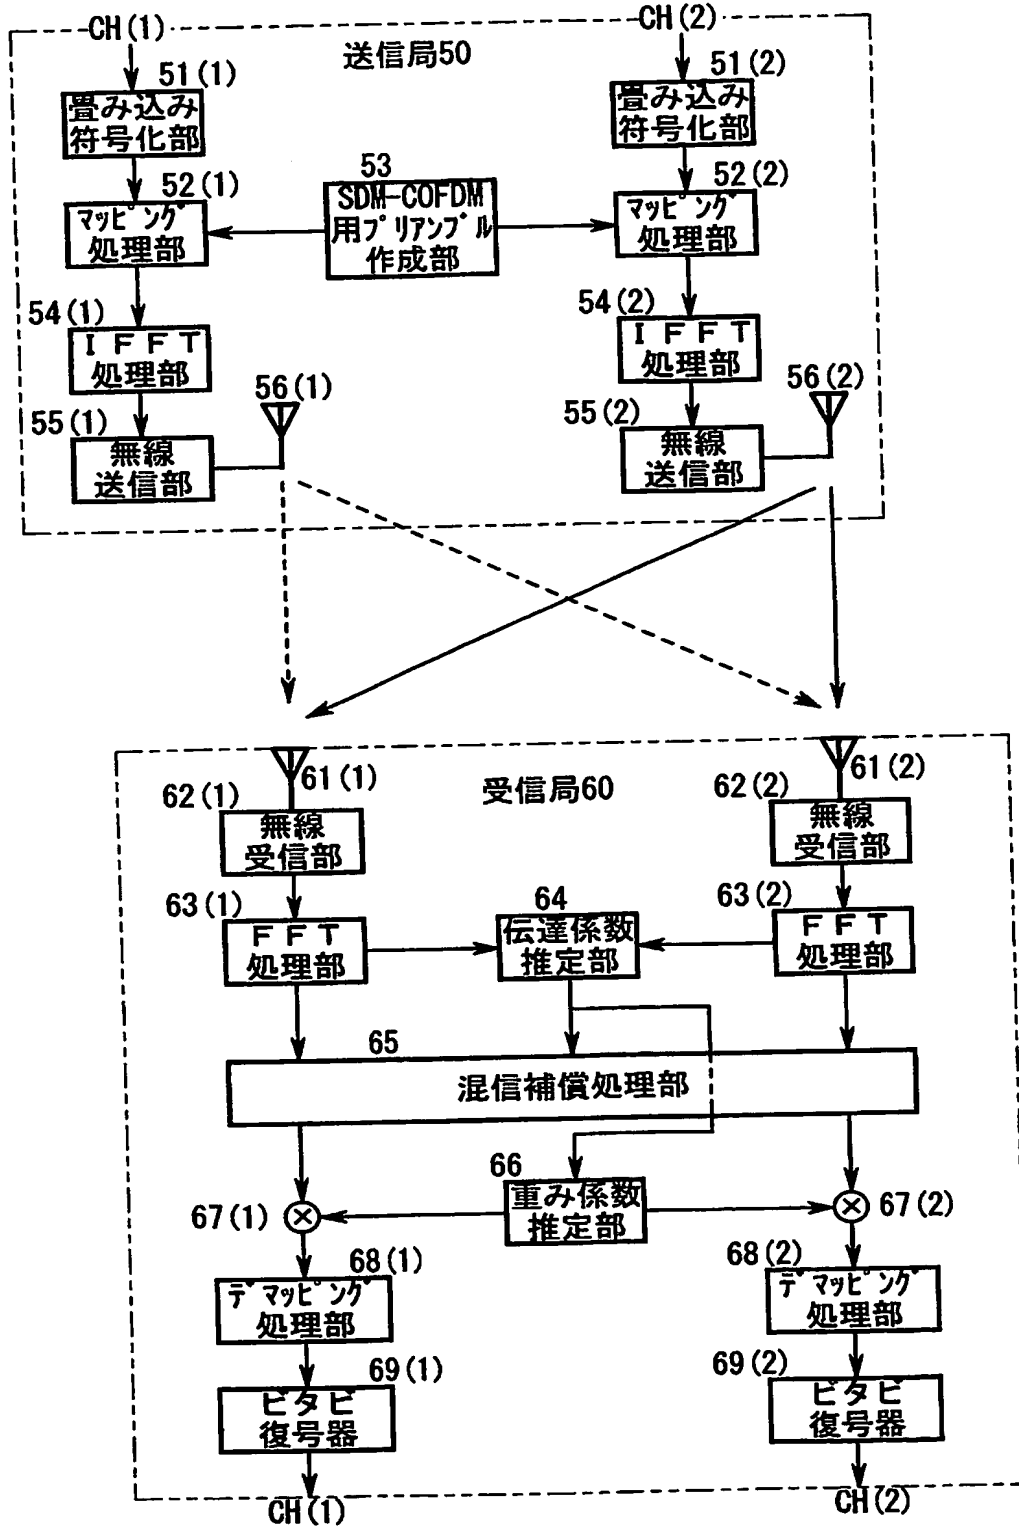 CH(1)
CH(2)
送信局50
51(1)
畳み込み
符号化部
51(2)
畳み込み
符号化部
53
SDM-COFDM
用プリアンブル
作成部
52(1)
マッピング
処理部
52(2)
マッピング
処理部
54(1)
IFFT
処理部
54(2)
IFFT
処理部
56(1)
56(2)
55(1)
無線
送信部
55(2)
無線
送信部
61(1)
受信局60
61(2)
62(1)
無線
受信部
62(2)
無線
受信部
63(1)
FFT
処理部
64
伝達係数
推定部
63(2)
FFT
処理部
65
混信補償処理部
66
重み係数
推定部
67(1)
67(2)
68(1)
デマッピング
処理部
68(2)
デマッピング
処理部
69(1)
ビタビ
復号器
69(2)
ビタビ
復号器
CH(1)
CH(2)